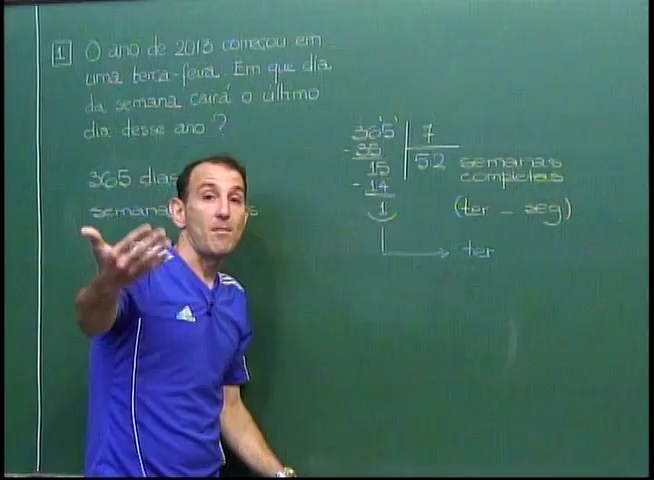 1 O ano de 2013 começou em
uma terça-feira. Em que dia
da semana cairá o último
dia desse ano?
365 dias
semana
365 7
- 35 52 semanas
15 completas
- 14
1 (ter - seg)
ter